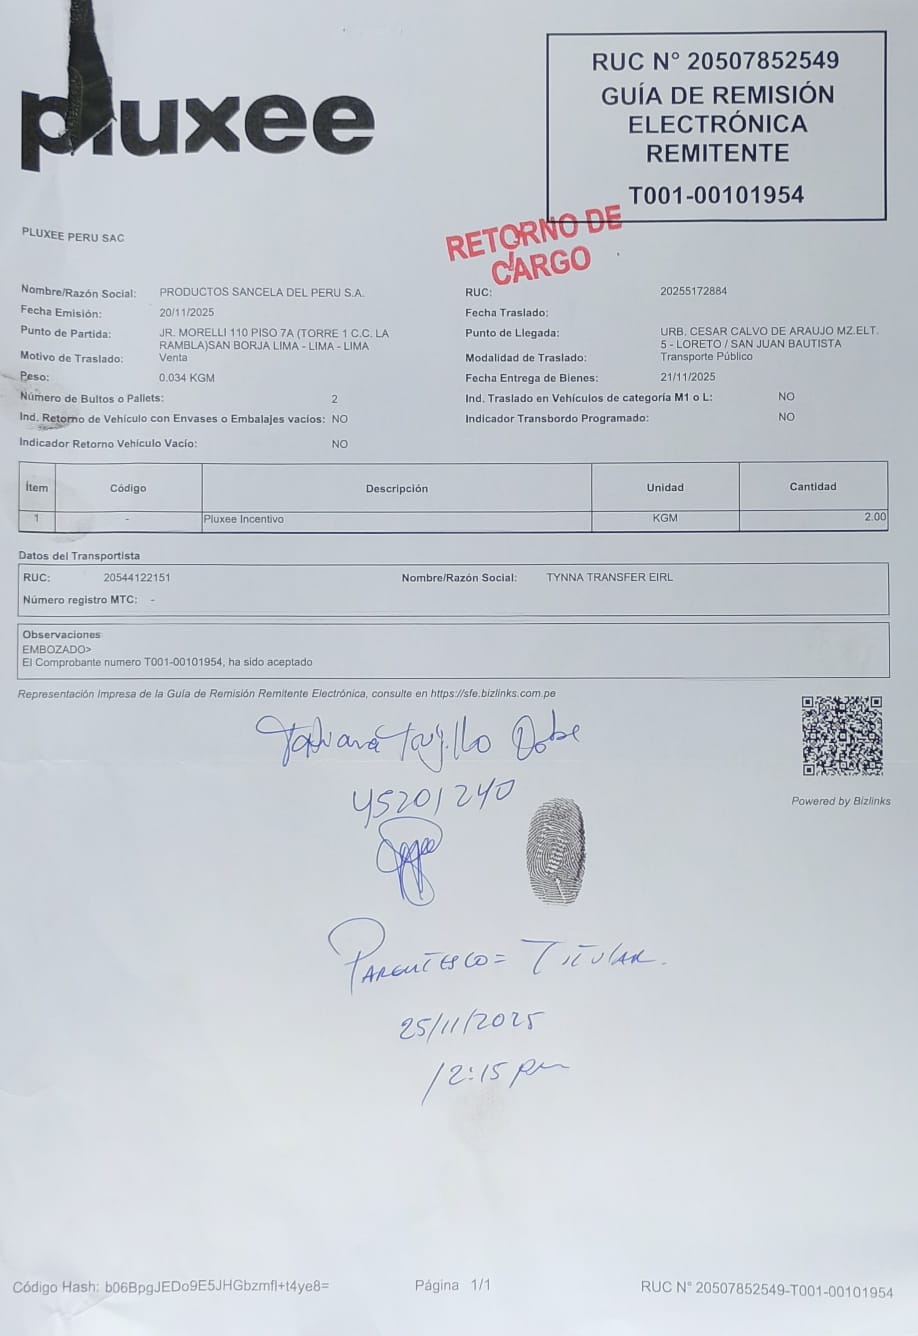 pluxee
RUC N° 20507852549
GUÍA DE REMISIÓN
ELECTRÓNICA
REMITENTE
T001-00101954
PLUXEE PERU SAC
RETORNO DE
CARGO
Nombre/Razón Social: PRODUCTOS SANCELA DEL PERU S.A. RUC: 20255172884
Fecha Emisión: 20/11/2025 Fecha Traslado:
Punto de Partida: JR. MORELLI 110 PISO 7A (TORRE 1 C.C. LA Punto de Llegada: URB. CESAR CALVO DE ARAUJO MZ.ELT.
RAMBLA)SAN BORJA LIMA - LIMA - LIMA 5 - LORETO / SAN JUAN BAUTISTA
Motivo de Traslado: Venta Modalidad de Traslado: Transporte Público
Peso: 0.034 KGM Fecha Entrega de Bienes: 21/11/2025
Número de Bultos o Pallets: 2 Ind. Traslado en Vehículos de categoría M1 o L: NO
Ind. Retorno de Vehículo con Envases o Embalajes vacíos: NO Indicador Transbordo Programado: NO
Indicador Retorno Vehículo Vacío: NO
Ítem Código Descripción Unidad Cantidad
1 - Pluxee Incentivo KGM 2.00
Datos del Transportista
RUC: 20544122151 Nombre/Razón Social: TYNNA TRANSFER EIRL
Número registro MTC: -
Observaciones
EMBOZADO>
El Comprobante numero T001-00101954, ha sido aceptado
Representación Impresa de la Guía de Remisión Remitente Electrónica, consulte en https://sfe.bizlinks.com.pe
Powered by Bizlinks
Trujillo
45201240
PARENTESCO = TITULAR.
25/11/2025
12:15 pm
Código Hash: b06BpgJEDo9E5JHGbzmfI+t4ye8= Página 1/1 RUC N° 20507852549-T001-00101954